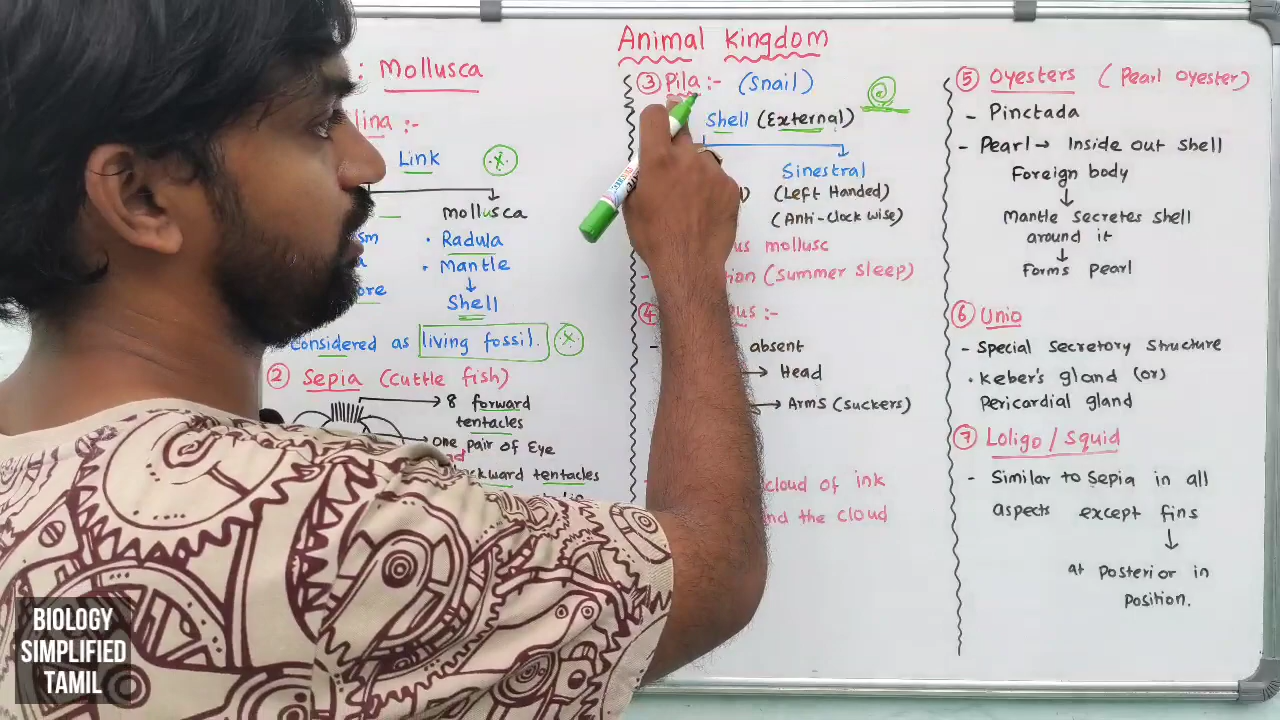 Animal Kingdom
: Mollusca
lina :-
Link
mollusca
sm
• Radula
• Mantle
ore
Shell
Considered as living fossil.
② Sepia (cuttle fish)
8 forward
tentacles
one pair of Eye
ckward tentacles
③ Pila :- (Snail)
Shell (External)
Sinestral
(Left Handed)
(Anti-clock wise)
us mollusc
ion (summer sleep)
④ us :-
absent
Head
Arms (suckers)
cloud of ink
nd the cloud
⑤ Oyesters (Pearl oyester)
- Pinctada
- Pearl → Inside out shell
Foreign body
Mantle secretes shell
around it
Forms pearl
⑥ Unio
- Special secretory structure
• Keber's gland (or)
Pericardial gland
⑦ Loligo / Squid
- Similar to Sepia in all
aspects except fins
at posterior in
position.
BIOLOGY
SIMPLIFIED
TAMIL